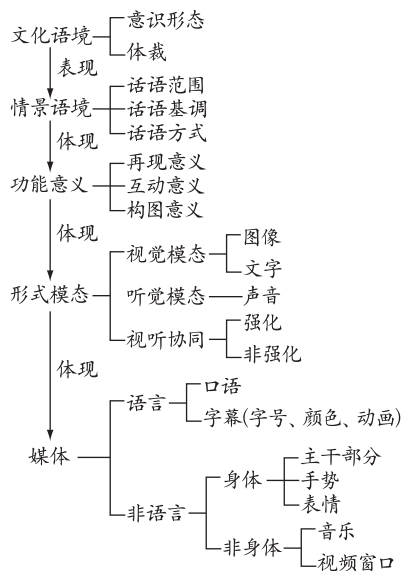 文化语境
意识形态
体裁
表现
情景语境
话语范围
话语基调
话语方式
体现
功能意义
再现意义
互动意义
构图意义
体现
形式模态
视觉模态
图像
文字
听觉模态
声音
视听协同
强化
非强化
体现
媒体
语言
口语
字幕(字号、颜色、动画)
非语言
身体
主干部分
手势
表情
非身体
音乐
视频窗口